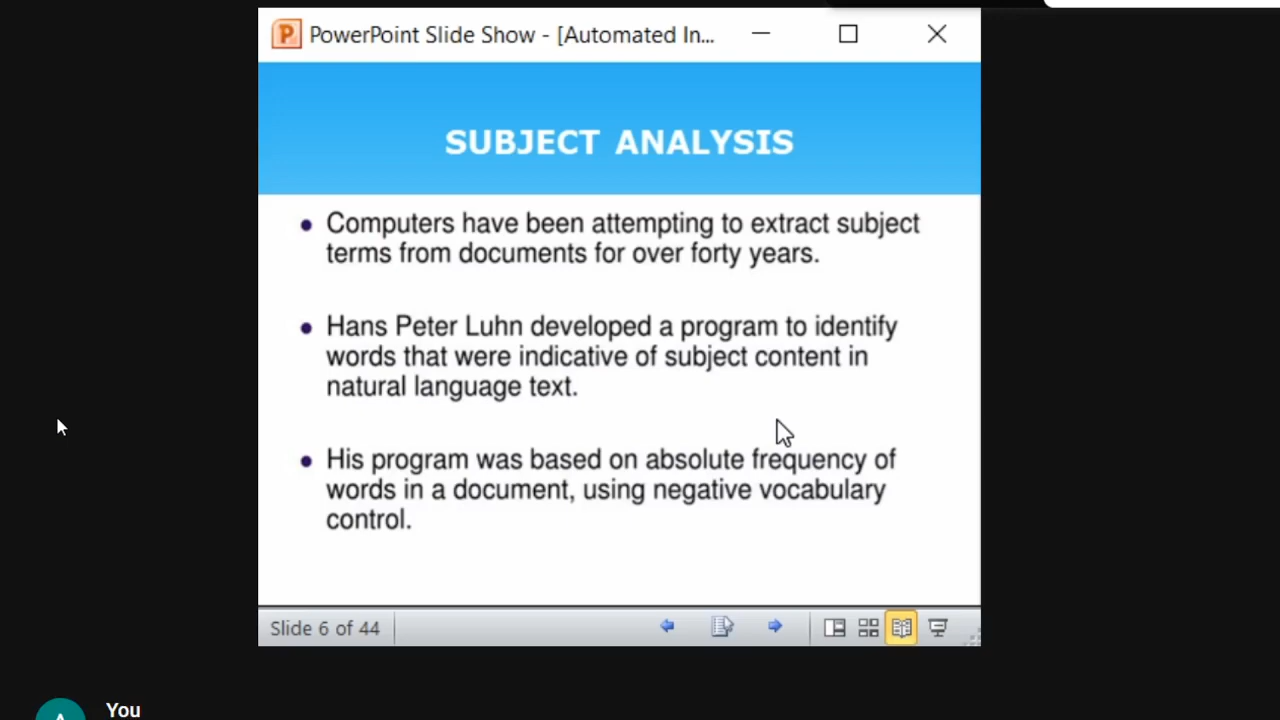 PowerPoint Slide Show - [Automated In...
SUBJECT ANALYSIS
• Computers have been attempting to extract subject
terms from documents for over forty years.
• Hans Peter Luhn developed a program to identify
words that were indicative of subject content in
natural language text.
• His program was based on absolute frequency of
words in a document, using negative vocabulary
control.
Slide 6 of 44
A You